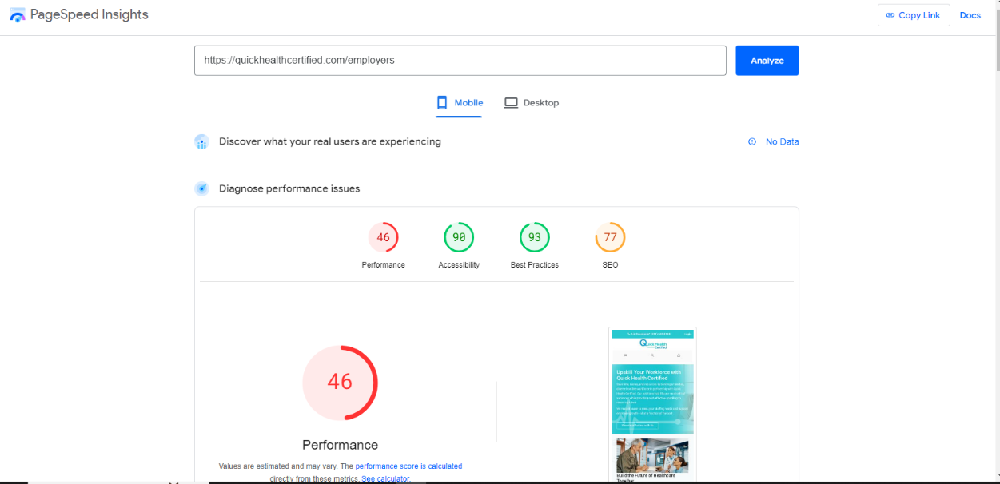 PageSpeed Insights
Copy Link
Docs
https://quickhealthcertified.com/employers
Analyze
Mobile
Desktop
Discover what your real users are experiencing
No Data
Diagnose performance issues
46
90
93
77
Performance
Accessibility
Best Practices
SEO
46
Performance
Values are estimated and may vary. The performance score is calculated
directly from these metrics. See calculator.
Quick Health
Certified
Upskill Your Workforce with
Quick Health Certified
Build the Future of Healthcare
Together